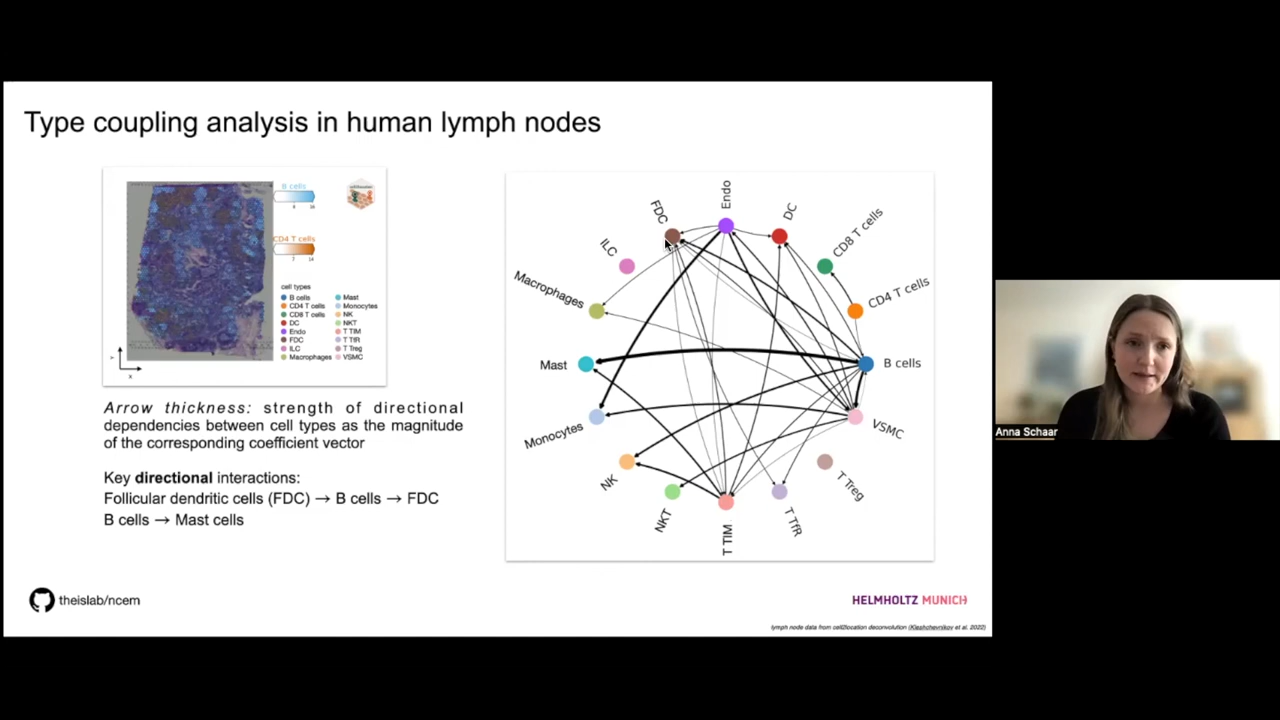 Type coupling analysis in human lymph nodes
B cells
CD4 T cells
cell types
B cells
CD4 T cells
CD8 T cells
DC
Endo
FDC
ILC
Macrophages
Mast
Monocytes
NK
NKT
T TIM
T TfR
T Treg
VSMC
Y
X
Arrow thickness: strength of directional
dependencies between cell types as the magnitude
of the corresponding coefficient vector
Key directional interactions:
Follicular dendritic cells (FDC) → B cells → FDC
B cells → Mast cells
Endo
DC
CD8 T cells
CD4 T cells
B cells
VSMC
T Treg
T TfR
T TIM
NKT
NK
Monocytes
Mast
Macrophages
ILC
FDC
theislab/ncem
HELMHOLTZ MUNICH
lymph node data from cell2location deconvolution (Kleshchevnikov et al. 2022)
Anna Schaar